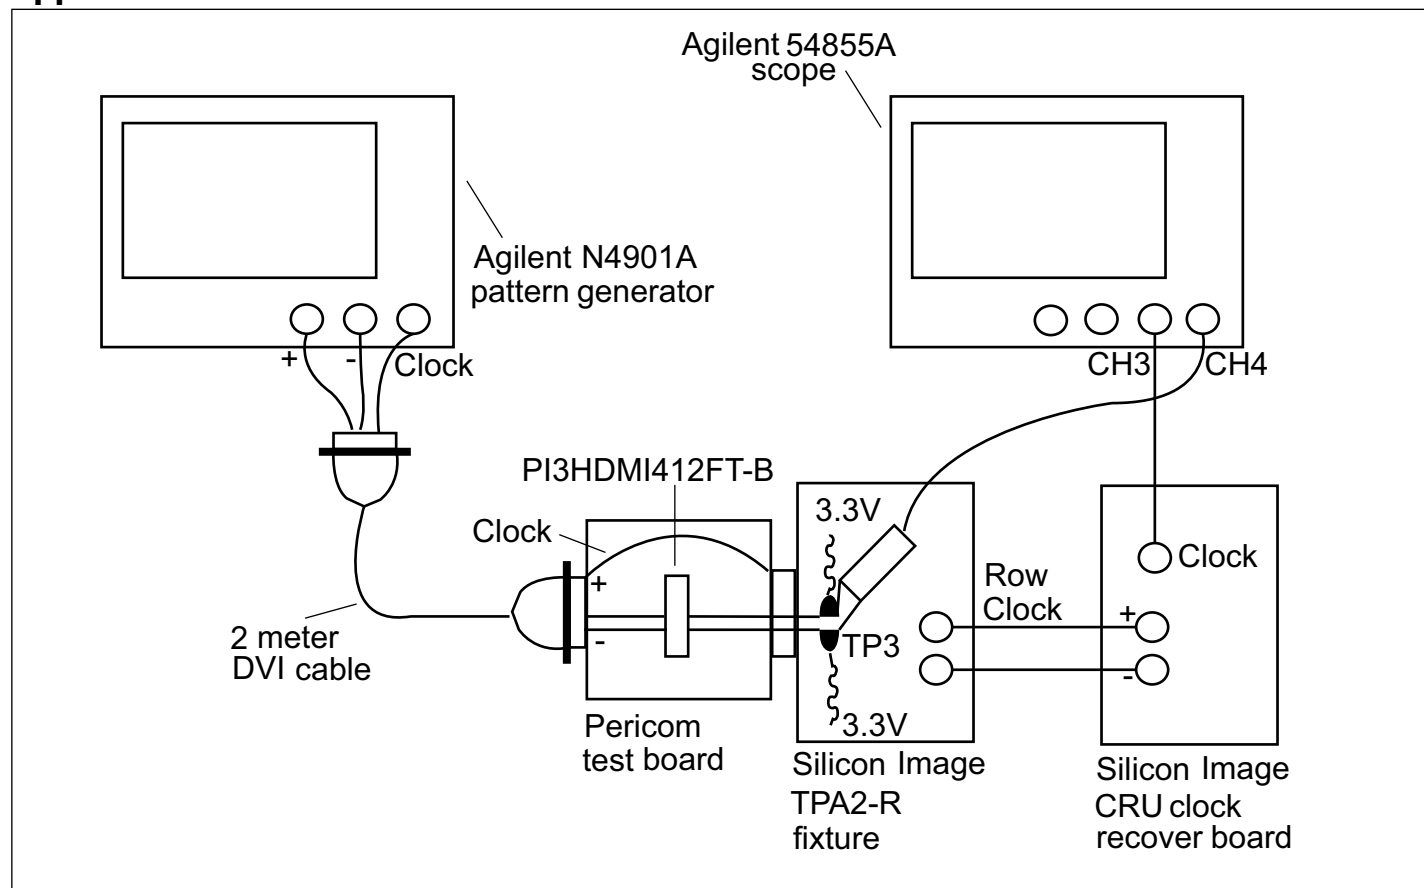 Agilent 54855A
scope
Agilent N4901A
pattern generator
+
-
Clock
CH3
CH4
PI3HDMI412FT-B
Clock
+
-
2 meter
DVI cable
Pericom
test board
3.3V
TP3
3.3V
Silicon Image
TPA2-R
fixture
Row
Clock
Clock
+
-
Silicon Image
CRU clock
recover board